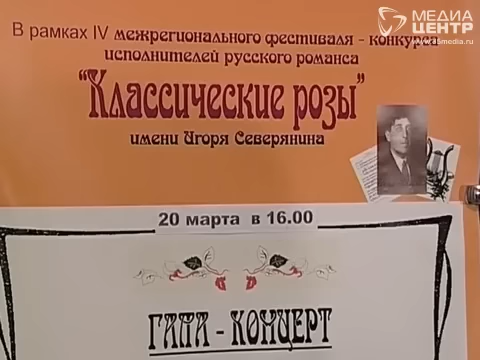 МЕДИА
ЦЕНТР
В рамках IV межрегионального фестиваля - конкурса
исполнителей русского романса
“Классические розы”
имени Игоря Северянина
20 марта в 16.00
ГАЛА - КОНЦЕРТ